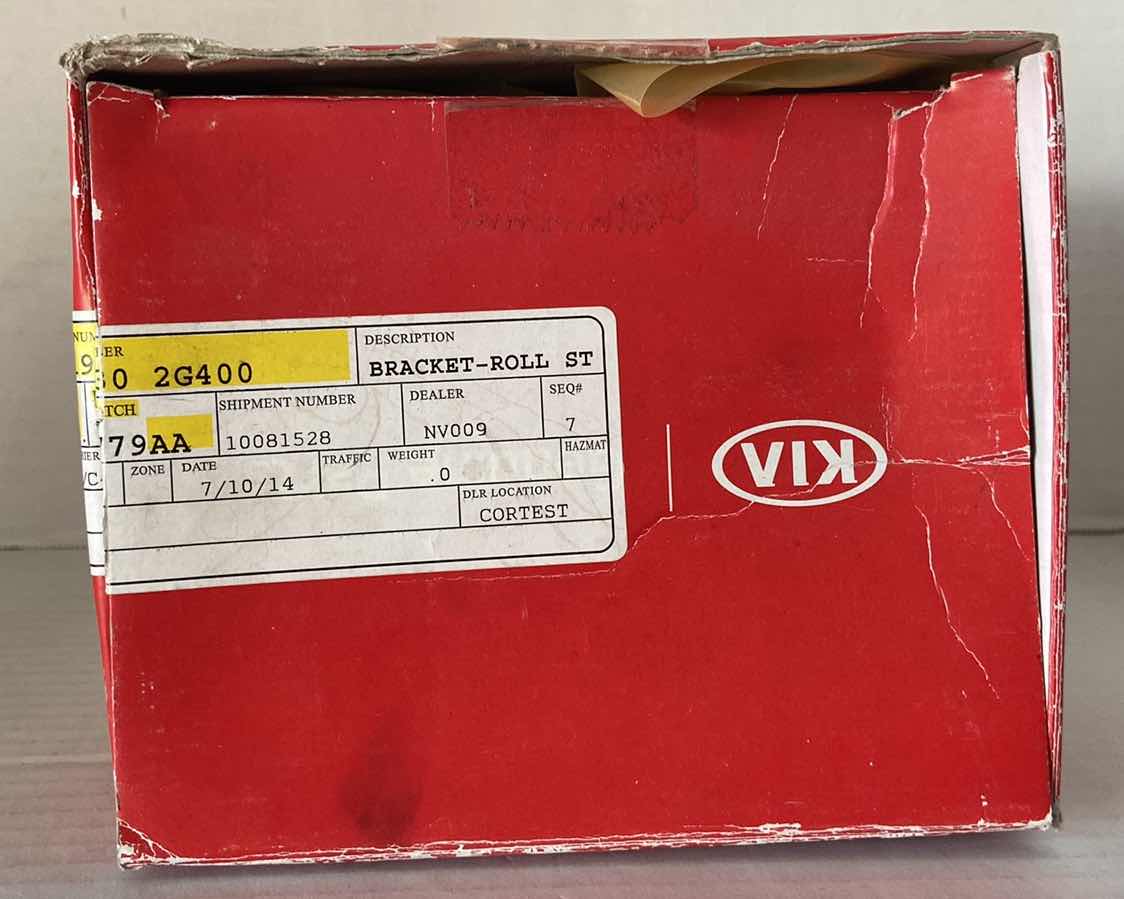 DESCRIPTION
2G400 BRACKET-ROLL ST
SHIPMENT NUMBER DEALER SEQ#
79AA 10081528 NV009 7
ZONE DATE TRAFFIC WEIGHT HAZMAT
7/10/14 .0
DLR LOCATION
CORTEST
KIA